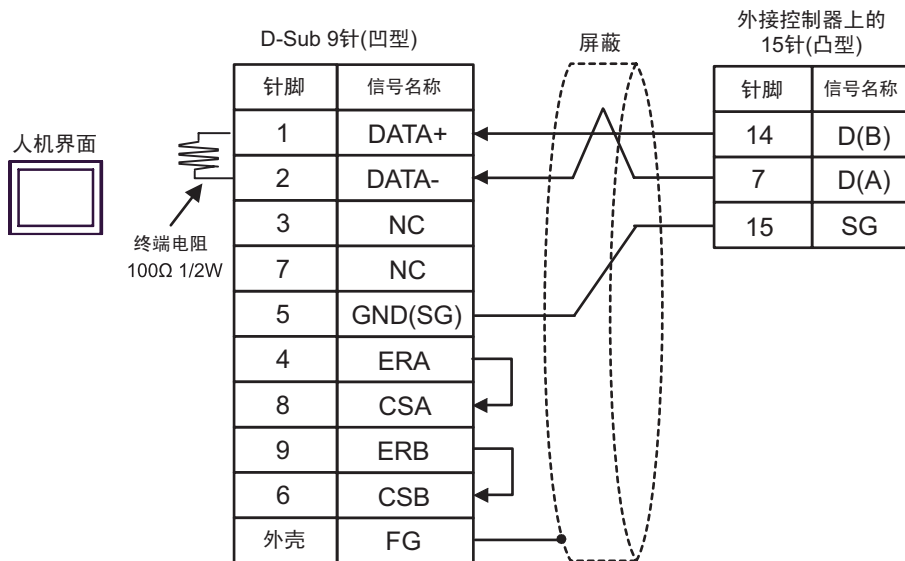 D-Sub 9针(凹型)
屏蔽
外接控制器上的
15针(凸型)
人机界面
终端电阻
100Ω 1/2W
针脚 信号名称
1 DATA+
2 DATA-
3 NC
7 NC
5 GND(SG)
4 ERA
8 CSA
9 ERB
6 CSB
外壳 FG
针脚 信号名称
14 D(B)
7 D(A)
15 SG